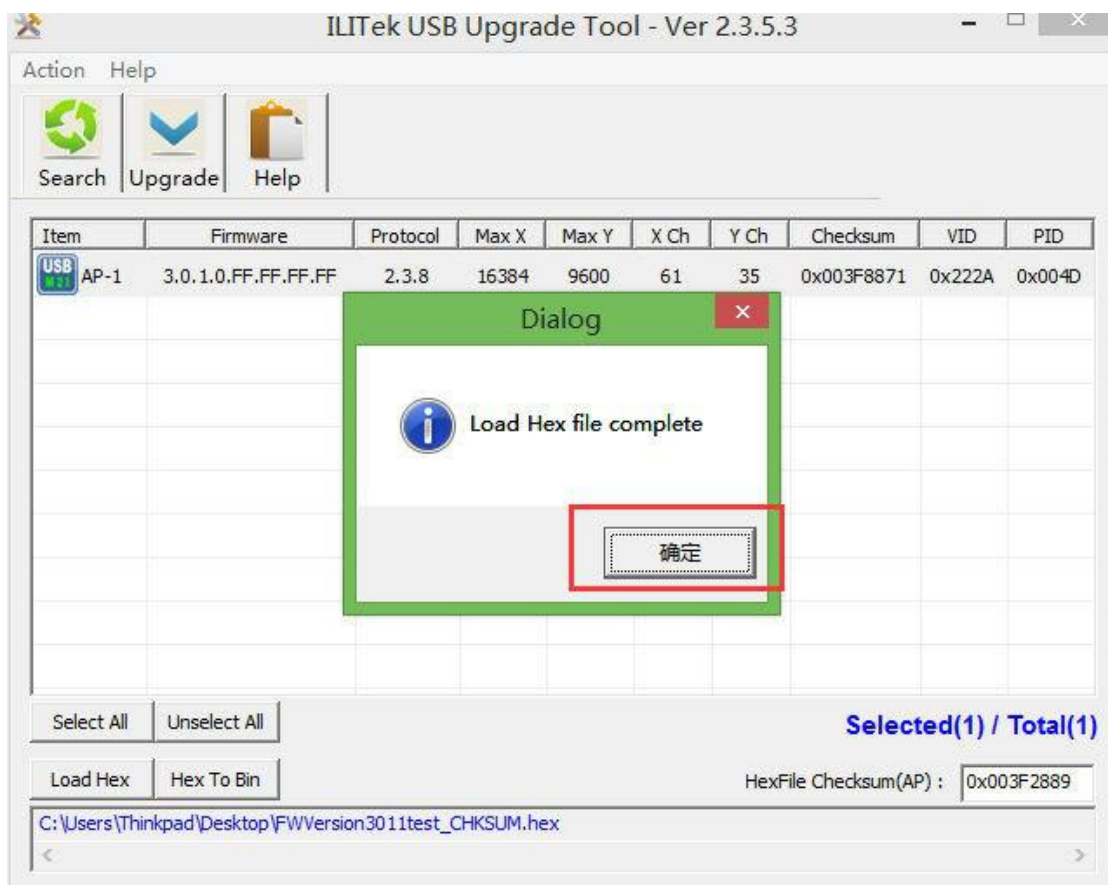 ILITek USB Upgrade Tool - Ver 2.3.5.3
Action Help
Search Upgrade Help
Item Firmware Protocol Max X Max Y X Ch Y Ch Checksum VID PID
USB M21 AP-1 3.0.1.0.FF.FF.FF.FF 2.3.8 16384 9600 61 35 0x003F8871 0x222A 0x004D
Dialog
Load Hex file complete
确定
Select All Unselect All Selected(1) / Total(1)
Load Hex Hex To Bin HexFile Checksum(AP) : 0x003F2889
C:\Users\Thinkpad\Desktop\FWVersion3011test_CHKSUM.hex